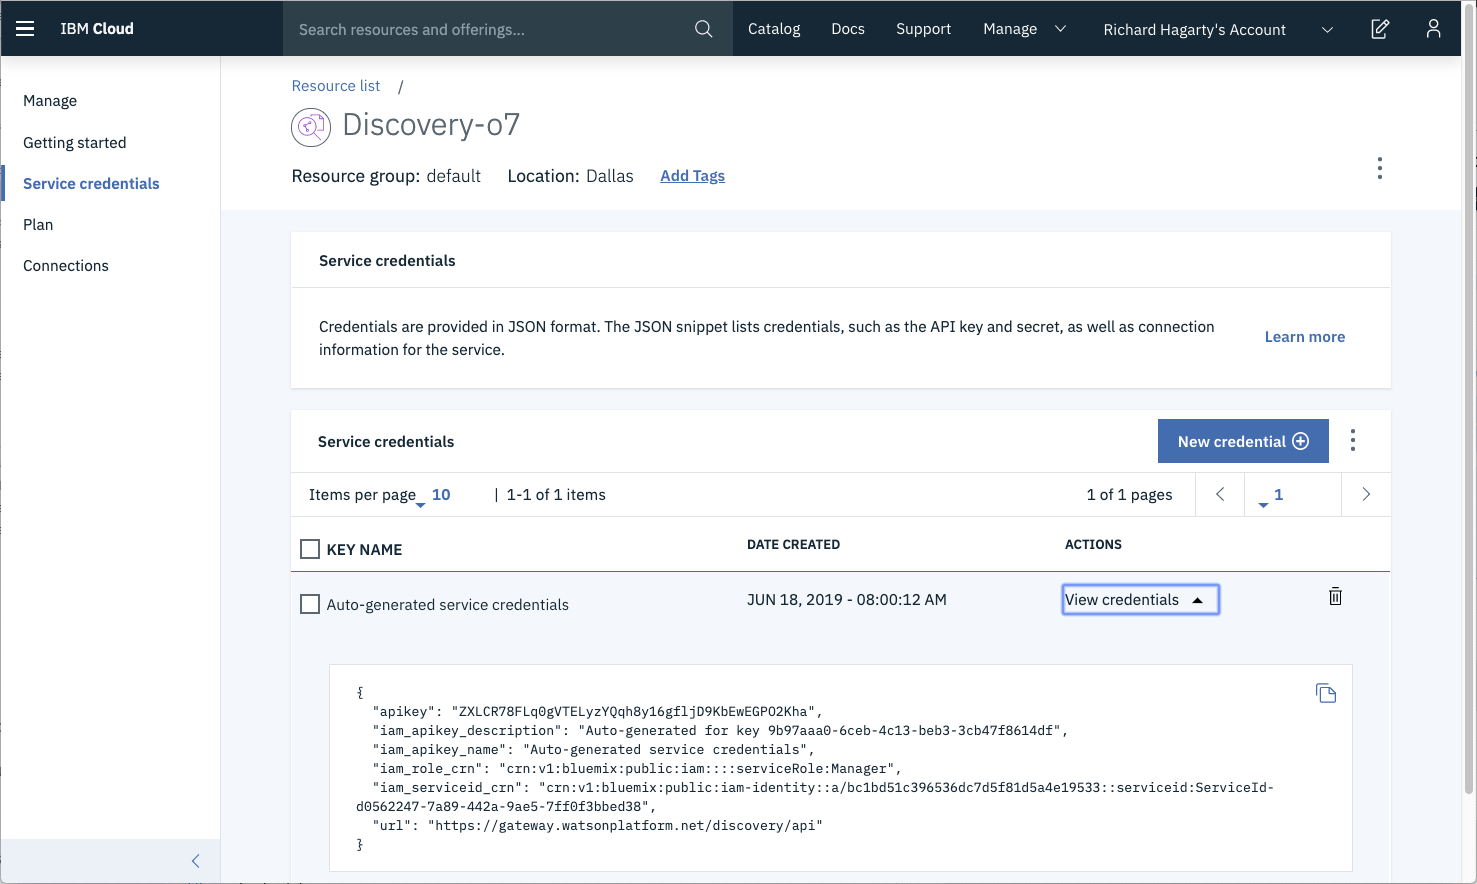 IBM Cloud
Search resources and offerings...
Catalog
Docs
Support
Manage
Richard Hagarty's Account
Manage
Getting started
Service credentials
Plan
Connections
Resource list /
Discovery-o7
Resource group: default Location: Dallas Add Tags
Service credentials
Credentials are provided in JSON format. The JSON snippet lists credentials, such as the API key and secret, as well as connection
information for the service.
Learn more
Service credentials
New credential
Items per page 10 | 1-1 of 1 items
1 of 1 pages
1
KEY NAME
DATE CREATED
ACTIONS
Auto-generated service credentials
JUN 18, 2019 - 08:00:12 AM
View credentials
{
"apikey": "ZXLCR78FLq0gVTELyzYQqh8y16gfljD9KbEwEGPO2Kha",
"iam_apikey_description": "Auto-generated for key 9b97aaa0-6ceb-4c13-beb3-3cb47f8614df",
"iam_apikey_name": "Auto-generated service credentials",
"iam_role_crn": "crn:v1:bluemix:public:iam::::serviceRole:Manager",
"iam_serviceid_crn": "crn:v1:bluemix:public:iam-identity::a/bc1bd51c396536dc7d5f81d5a4e19533::serviceid:ServiceId-
d0562247-7a89-442a-9ae5-7ff0f3bbed38",
"url": "https://gateway.watsonplatform.net/discovery/api"
}